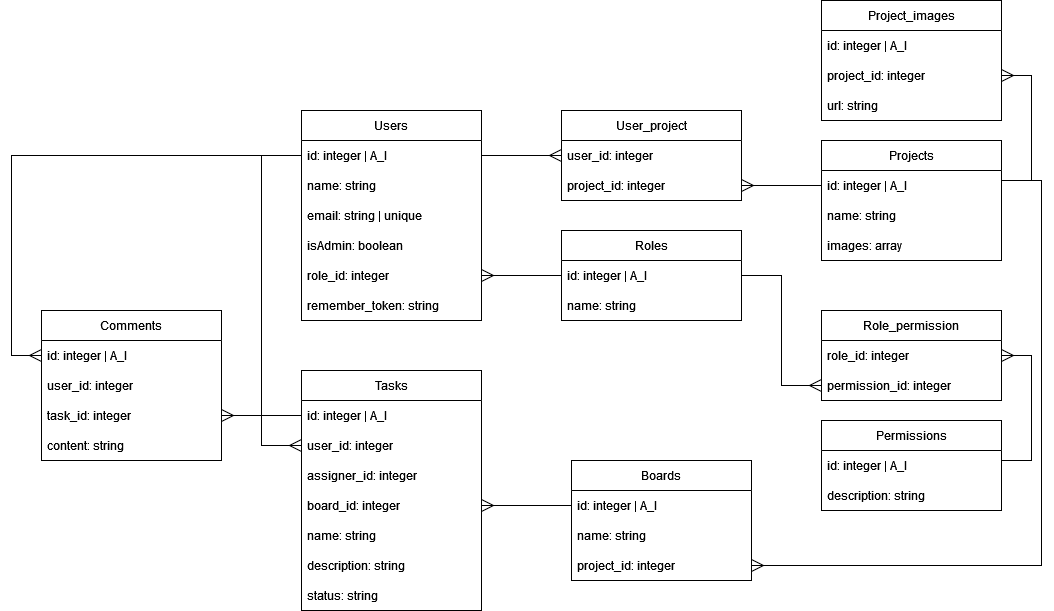 Project_images
id: integer | A_I
project_id: integer
url: string
Users
id: integer | A_I
name: string
email: string | unique
isAdmin: boolean
role_id: integer
remember_token: string
User_project
user_id: integer
project_id: integer
Projects
id: integer | A_I
name: string
images: array
Roles
id: integer | A_I
name: string
Comments
id: integer | A_I
user_id: integer
task_id: integer
content: string
Role_permission
role_id: integer
permission_id: integer
Tasks
id: integer | A_I
user_id: integer
assigner_id: integer
board_id: integer
name: string
description: string
status: string
Permissions
id: integer | A_I
description: string
Boards
id: integer | A_I
name: string
project_id: integer